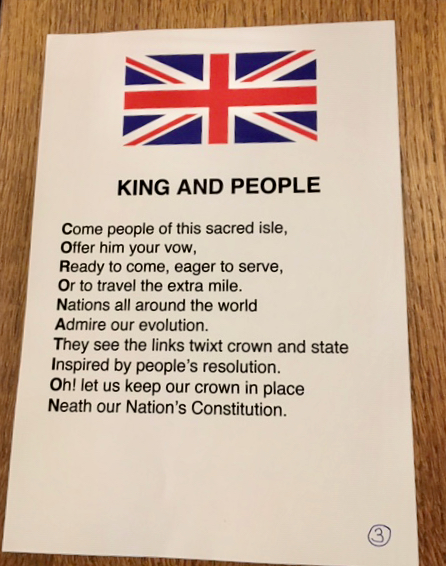 KING AND PEOPLE
Come people of this sacred isle,
Offer him your vow,
Ready to come, eager to serve,
Or to travel the extra mile.
Nations all around the world
Admire our evolution.
They see the links twixt crown and state
Inspired by people's resolution.
Oh! let us keep our crown in place
Neath our Nation's Constitution.
3